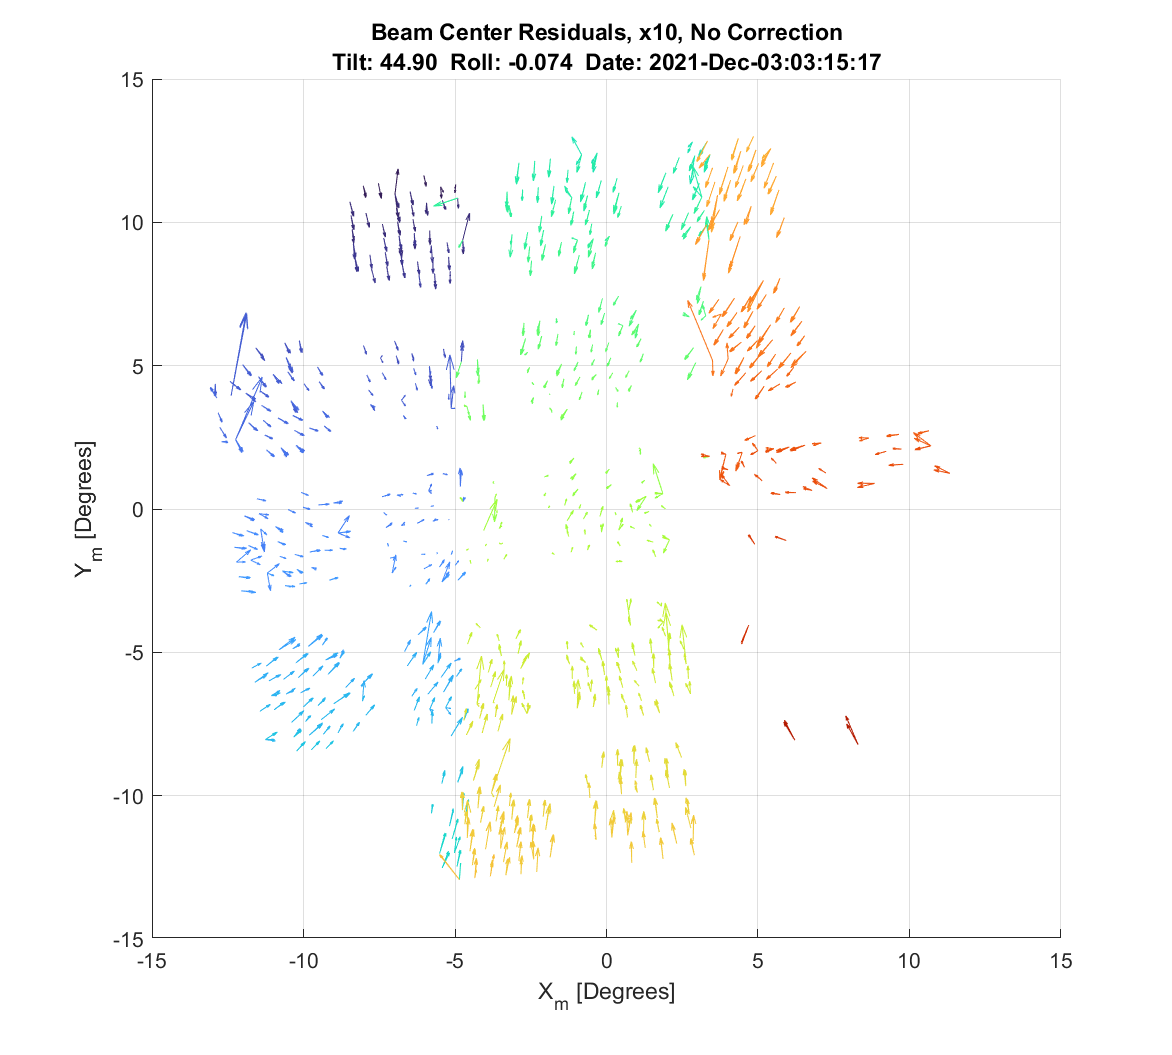 Beam Center Residuals, x10, No Correction
Tilt: 44.90 Roll: -0.074 Date: 2021-Dec-03:03:15:17
15
10
5
0
-5
-10
-15
Y_m [Degrees]
-15 -10 -5 0 5 10 15
X_m [Degrees]